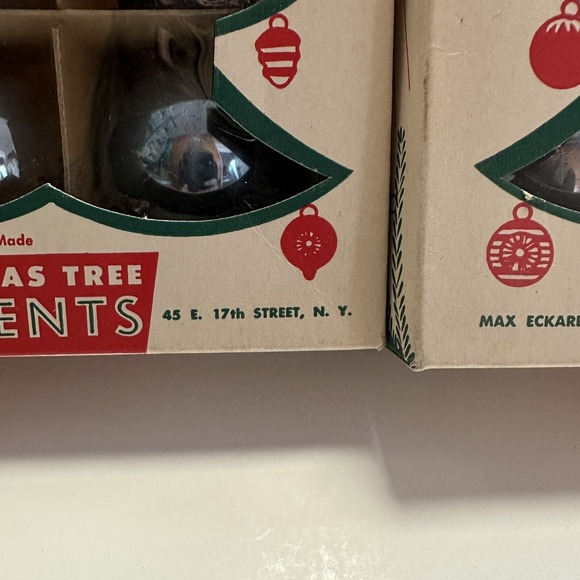 Made
AS TREE
ENTS
45 E. 17th STREET, N. Y.
MAX ECKAR